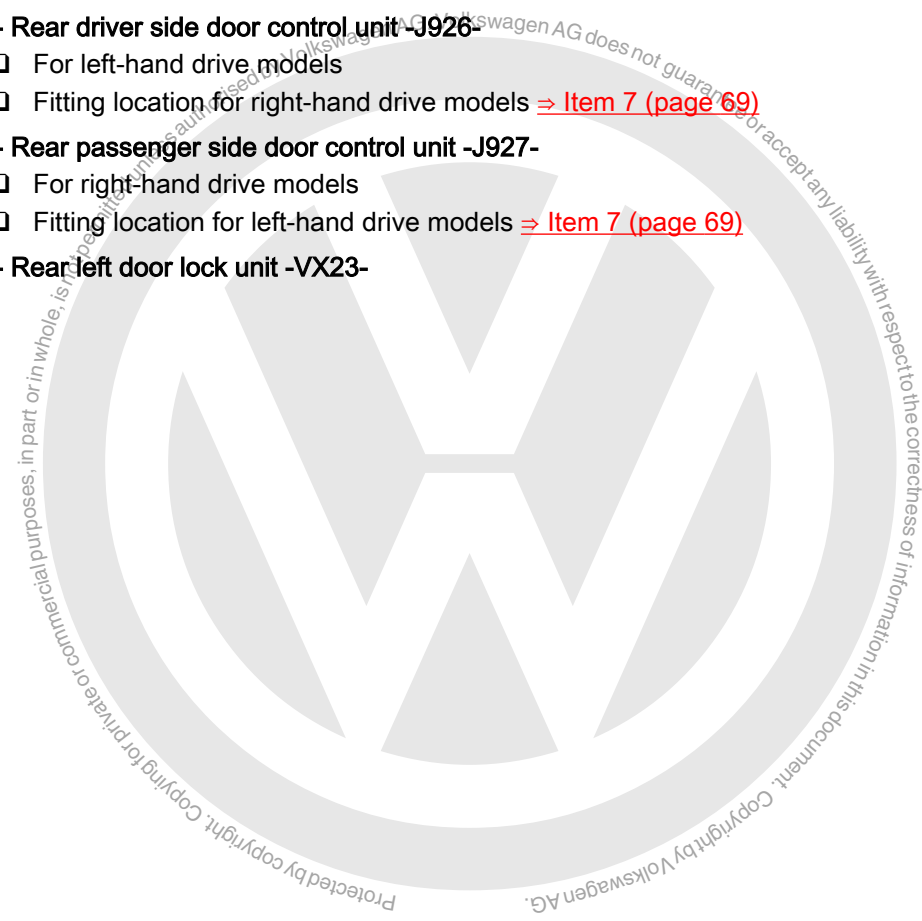 - Rear driver side door control unit -J926-
❑ For left-hand drive models
❑ Fitting location for right-hand drive models ⇒ Item 7 (page 69)
- Rear passenger side door control unit -J927-
❑ For right-hand drive models
❑ Fitting location for left-hand drive models ⇒ Item 7 (page 69)
- Rear left door lock unit -VX23-
Protected by copyright. Copying for private or commercial purposes, in part or in whole, is not permitted unless authorised by Volkswagen AG. Volkswagen AG does not guarantee or accept any liability with respect to the correctness of information in this document. Copyright by Volkswagen AG.